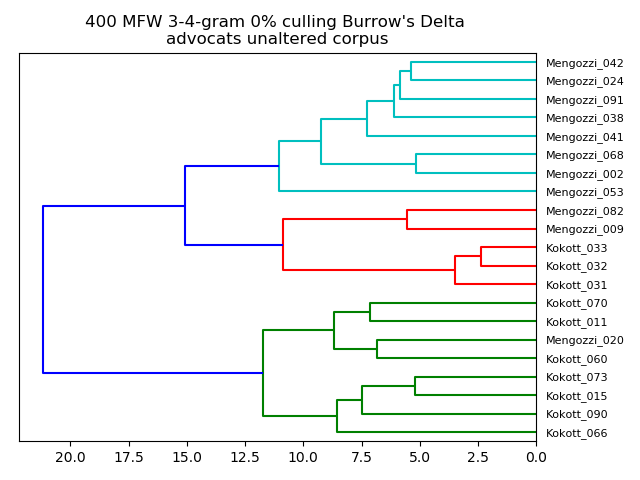 400 MFW 3-4-gram 0% culling Burrow's Delta
advocats unaltered corpus
Mengozzi_042
Mengozzi_024
Mengozzi_091
Mengozzi_038
Mengozzi_041
Mengozzi_068
Mengozzi_002
Mengozzi_053
Mengozzi_082
Mengozzi_009
Kokott_033
Kokott_032
Kokott_031
Kokott_070
Kokott_011
Mengozzi_020
Kokott_060
Kokott_073
Kokott_015
Kokott_090
Kokott_066
20.0 17.5 15.0 12.5 10.0 7.5 5.0 2.5 0.0